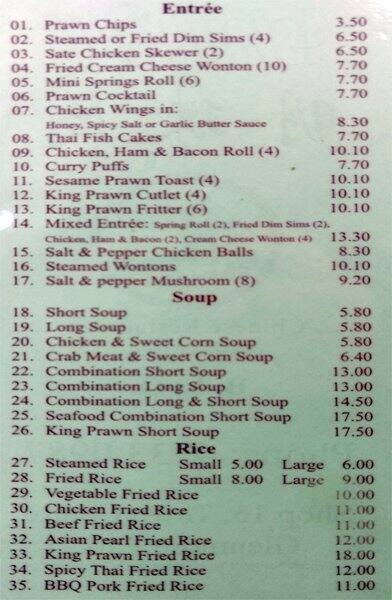 Entrée
01. Prawn Chips 3.50
02. Steamed or Fried Dim Sims (4) 6.50
03. Sate Chicken Skewer (2) 6.50
04. Fried Cream Cheese Wonton (10) 7.70
05. Mini Springs Roll (6) 7.70
06. Prawn Cocktail 7.70
07. Chicken Wings in:
Honey, Spicy Salt or Garlic Butter Sauce 8.30
08. Thai Fish Cakes 7.70
09. Chicken, Ham & Bacon Roll (4) 10.10
10. Curry Puffs 7.70
11. Sesame Prawn Toast (4) 10.10
12. King Prawn Cutlet (4) 10.10
13. King Prawn Fritter (6) 10.10
14. Mixed Entrée: Spring Roll (2), Fried Dim Sims (2),
Chicken, Ham & Bacon (2), Cream Cheese Wonton (4) 13.30
15. Salt & Pepper Chicken Balls 8.30
16. Steamed Wontons 10.10
17. Salt & pepper Mushroom (8) 9.20
Soup
18. Short Soup 5.80
19. Long Soup 5.80
20. Chicken & Sweet Corn Soup 5.80
21. Crab Meat & Sweet Corn Soup 6.40
22. Combination Short Soup 13.00
23. Combination Long Soup 13.00
24. Combination Long & Short Soup 14.50
25. Seafood Combination Short Soup 17.50
26. King Prawn Short Soup 17.50
Rice
27. Steamed Rice Small 5.00 Large 6.00
28. Fried Rice Small 8.00 Large 9.00
29. Vegetable Fried Rice 10.00
30. Chicken Fried Rice 11.00
31. Beef Fried Rice 11.00
32. Asian Pearl Fried Rice 12.00
33. King Prawn Fried Rice 18.00
34. Spicy Thai Fried Rice 12.00
35. BBQ Pork Fried Rice 11.00